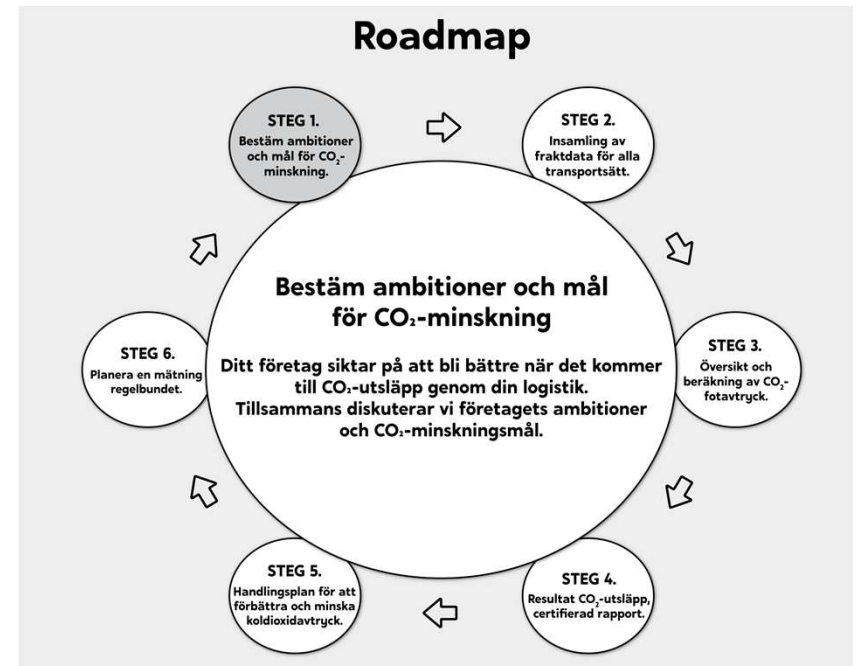 Roadmap
STEG 1.
Bestäm ambitioner
och mål för CO₂-
minskning.
STEG 2.
Insamling av
fraktdata för alla
transportsätt.
STEG 3.
Översikt och
beräkning av CO₂-
fotavtryck.
STEG 4.
Resultat CO₂-utsläpp,
certifierad rapport.
STEG 5.
Handlingsplan för att
förbättra och minska
koldioxidavtryck.
STEG 6.
Planera en mätning
regelbundet.
Bestäm ambitioner och mål
för CO₂-minskning
Ditt företag siktar på att bli bättre när det kommer
till CO₂-utsläpp genom din logistik.
Tillsammans diskuterar vi företagets ambitioner
och CO₂-minskningsmål.